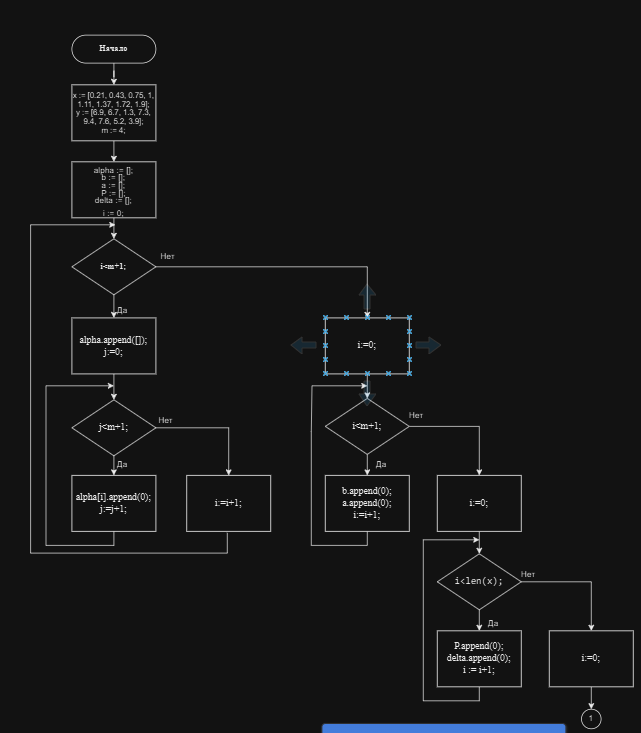 Начало
x := [0.21, 0.43, 0.75, 1,
1.11, 1.37, 1.72, 1.9];
y := [6.9, 6.7, 1.3, 7.3,
9.4, 7.6, 5.2, 3.9];
m := 4;
alpha := [];
b := [];
a := [];
P := [];
delta := [];
i := 0;
i<m+1;
Нет
Да
alpha.append([]);
j:=0;
j<m+1;
Нет
Да
alpha[i].append(0);
j:=j+1;
i:=i+1;
i:=0;
i<m+1;
Нет
Да
b.append(0);
a.append(0);
i:=i+1;
i:=0;
i<len(x);
Нет
Да
P.append(0);
delta.append(0);
i := i+1;
i:=0;
1